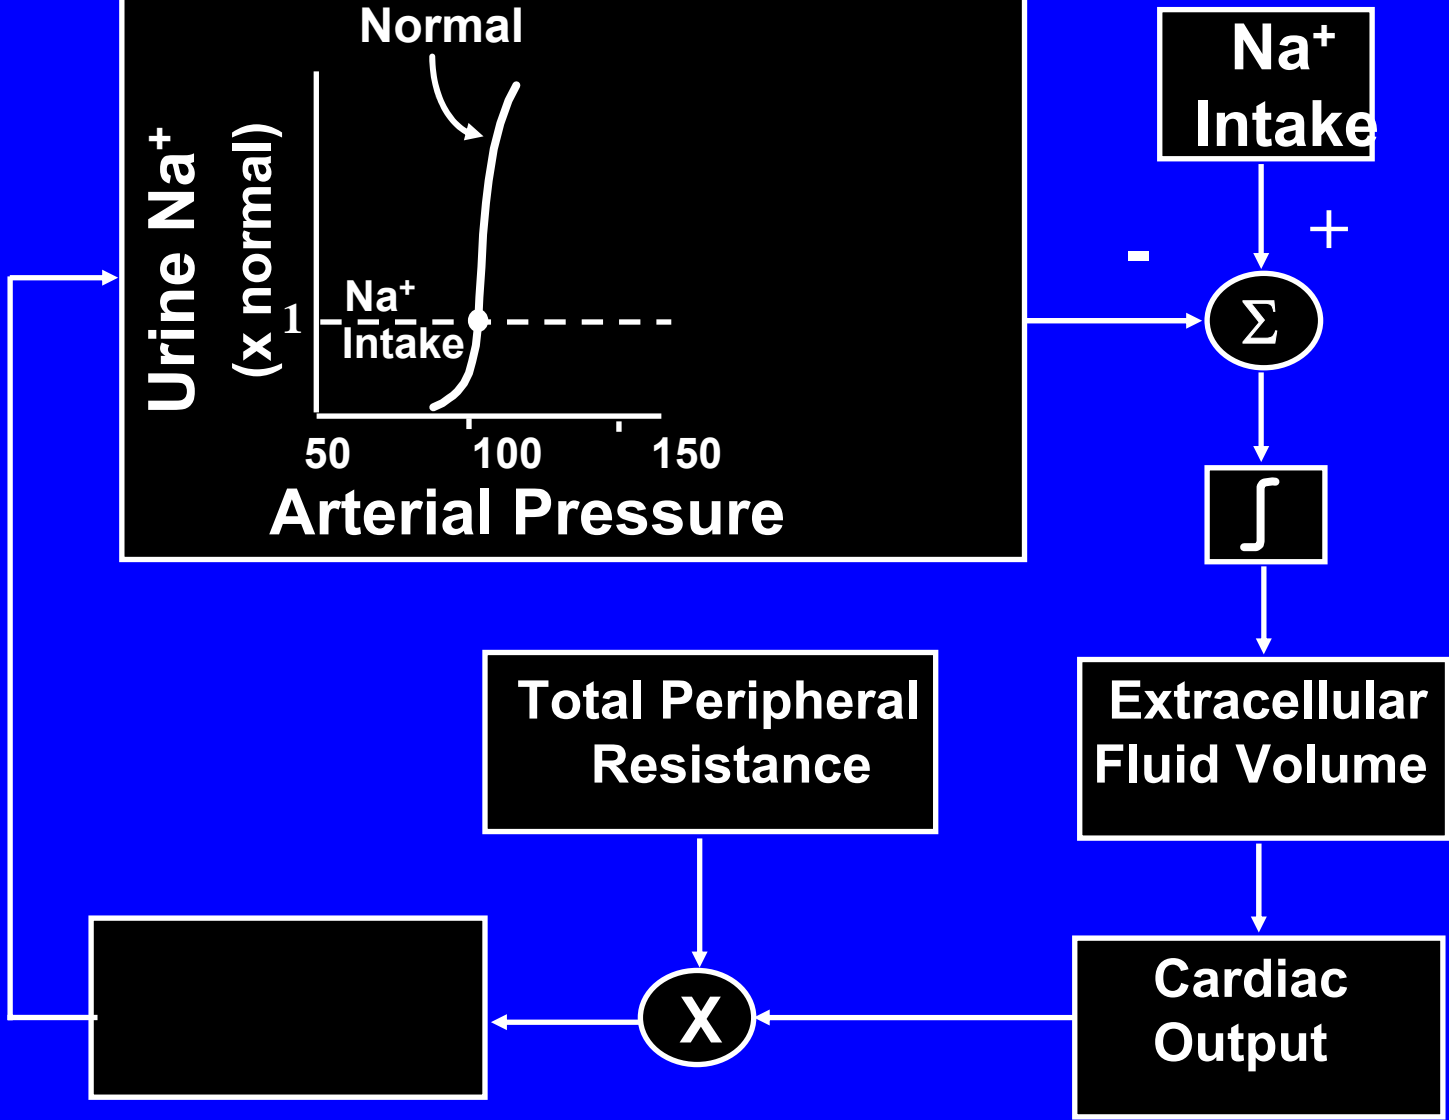 Normal
Urine Na⁺
(x normal)
1
Na⁺
Intake
50 100 150
Arterial Pressure
Na⁺
Intake
-
+
Σ
∫
Extracellular
Fluid Volume
Total Peripheral
Resistance
Cardiac
Output
X